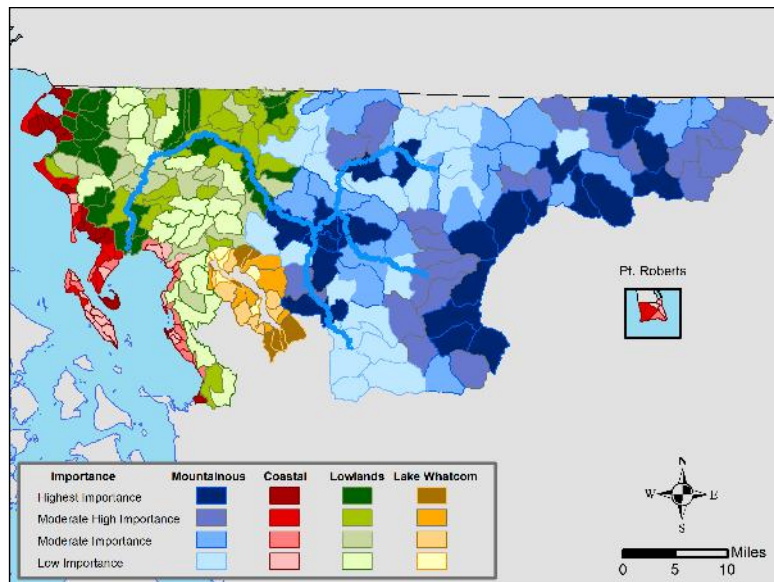 Pt. Roberts
N
W E
S
0 5 10 Miles
Importance Mountainous Coastal Lowlands Lake Whatcom
Highest Importance
Moderate High Importance
Moderate Importance
Low Importance